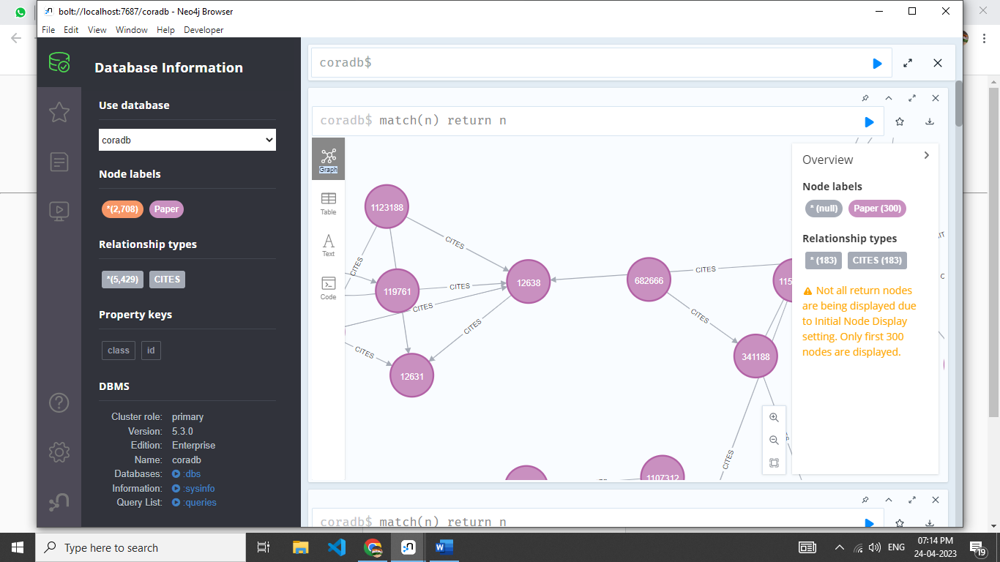 bolt://localhost:7687/coradb - Neo4j Browser
File Edit View Window Help Developer
Database Information
Use database
coradb
Node labels
*(2,708) Paper
Relationship types
*(5,429) CITES
Property keys
class id
DBMS
Cluster role: primary
Version: 5.3.0
Edition: Enterprise
Name: coradb
Databases: :dbs
Information: :sysinfo
Query List: :queries
coradb$
coradb$ match(n) return n
Graph
Table
Text
Code
1123188
CITES
CITES
119761
CITES
12638
CITES
CITES
CITES
12631
682666
CITES
CITES
341188
CITES
1107312
Overview
Node labels
* (null) Paper (300)
Relationship types
* (183) CITES (183)
Not all return nodes
are being displayed due
to Initial Node Display
setting. Only first 300
nodes are displayed.
coradb$ match(n) return n
Type here to search
ENG
07:14 PM
24-04-2023
19